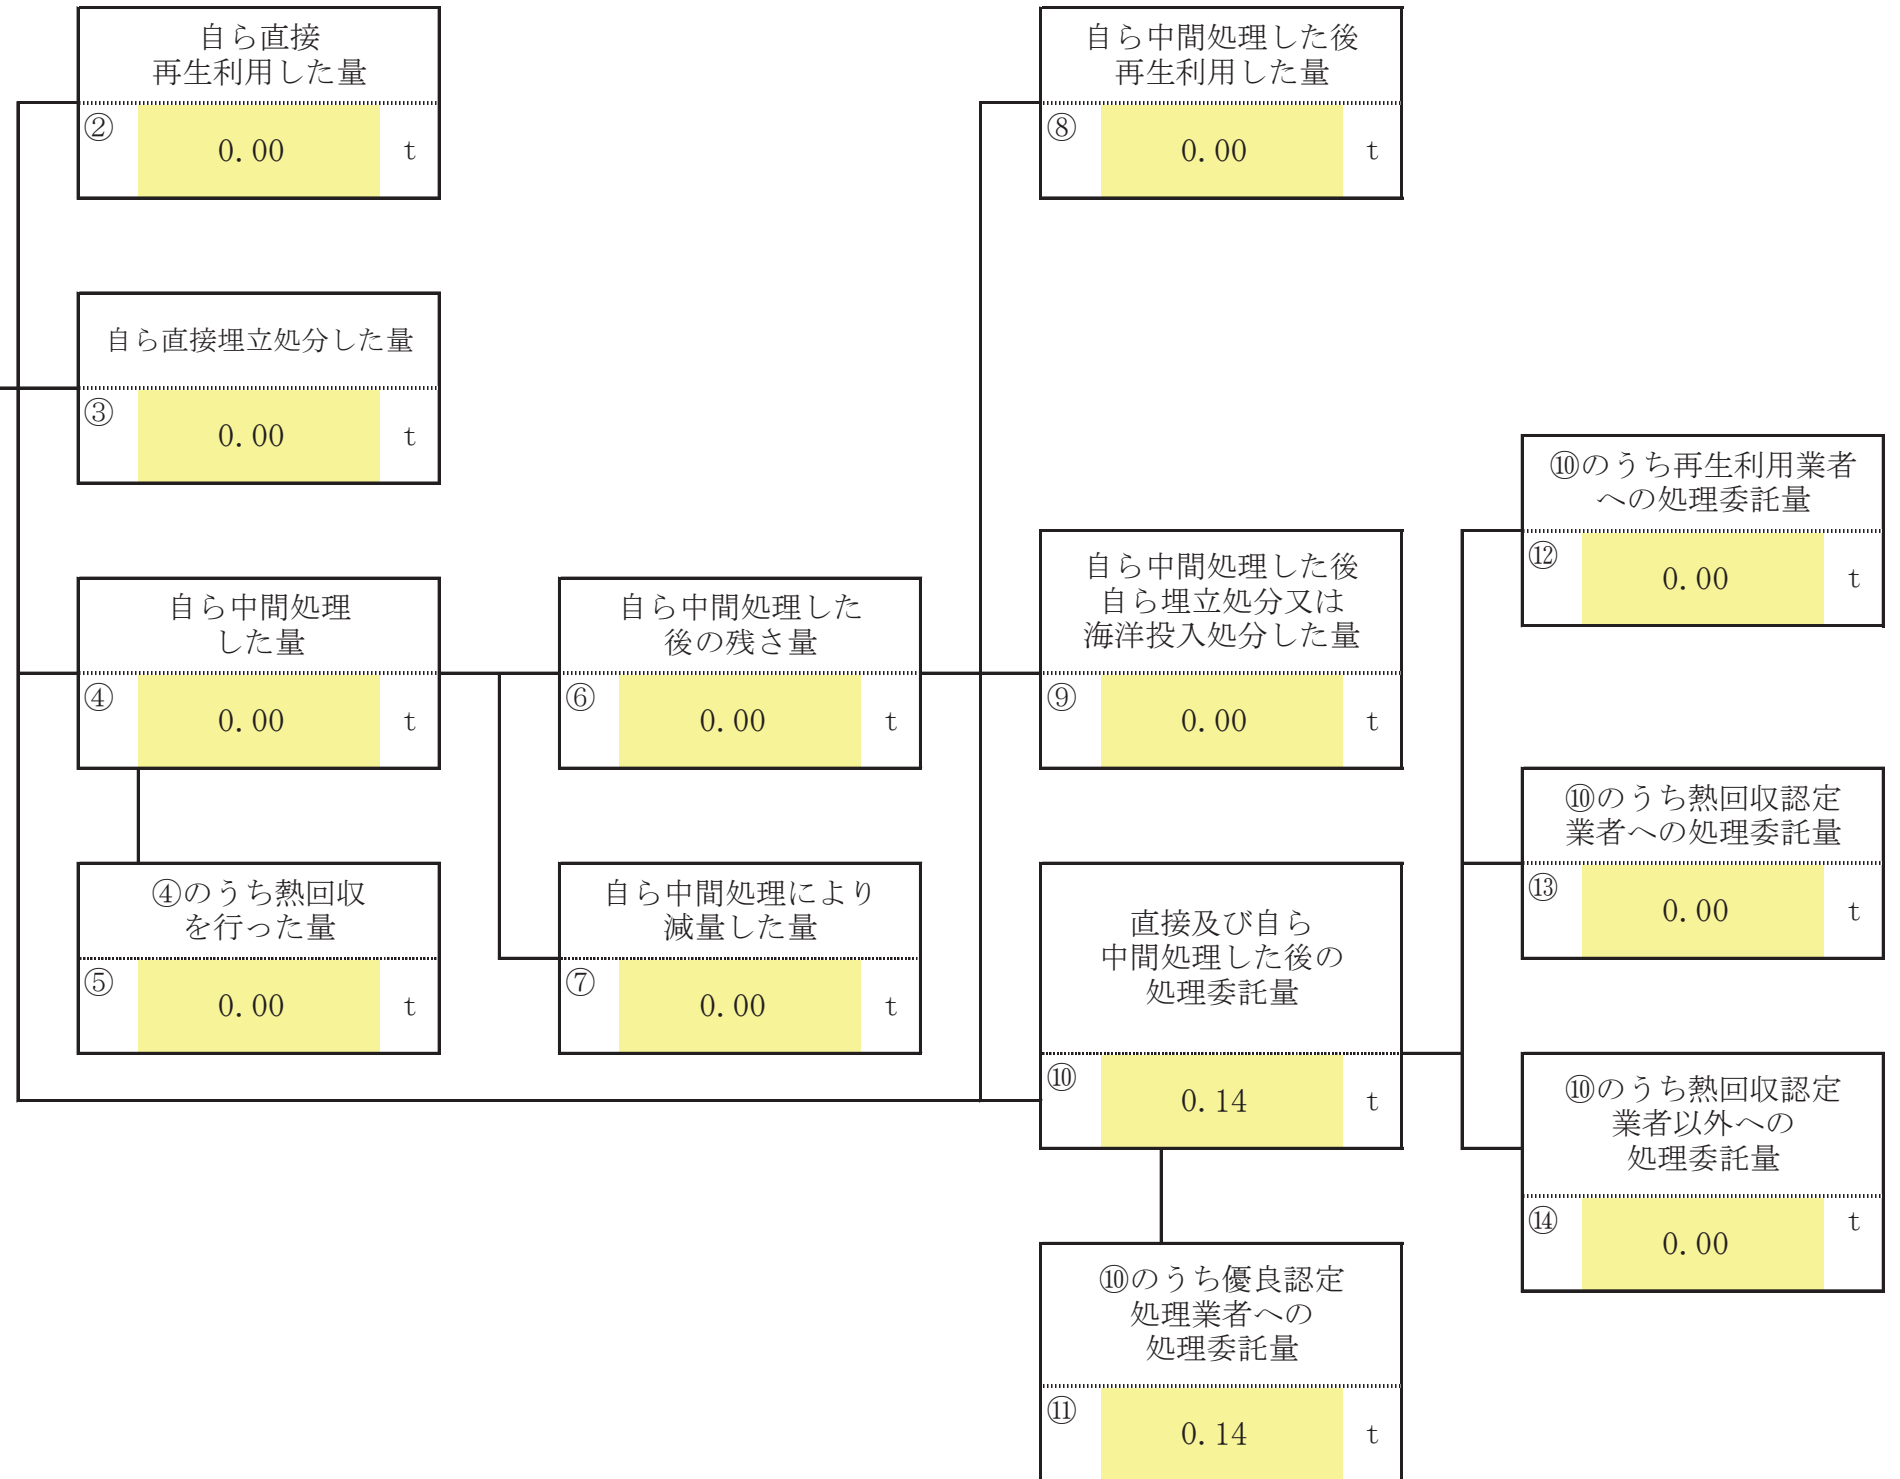 自ら直接
再生利用した量
②
0.00
t
自ら中間処理した後
再生利用した量
⑧
0.00
t
自ら直接埋立処分した量
③
0.00
t
⑩のうち再生利用業者
への処理委託量
⑫
0.00
t
自ら中間処理
した量
④
0.00
t
自ら中間処理した
後の残さ量
⑥
0.00
t
自ら中間処理した後
自ら埋立処分又は
海洋投入処分した量
⑨
0.00
t
⑩のうち熱回収認定
業者への処理委託量
⑬
0.00
t
④のうち熱回収
を行った量
⑤
0.00
t
自ら中間処理により
減量した量
⑦
0.00
t
直接及び自ら
中間処理した後の
処理委託量
⑩
0.14
t
⑩のうち熱回収認定
業者以外への
処理委託量
⑭
0.00
t
⑩のうち優良認定
処理業者への
処理委託量
⑪
0.14
t